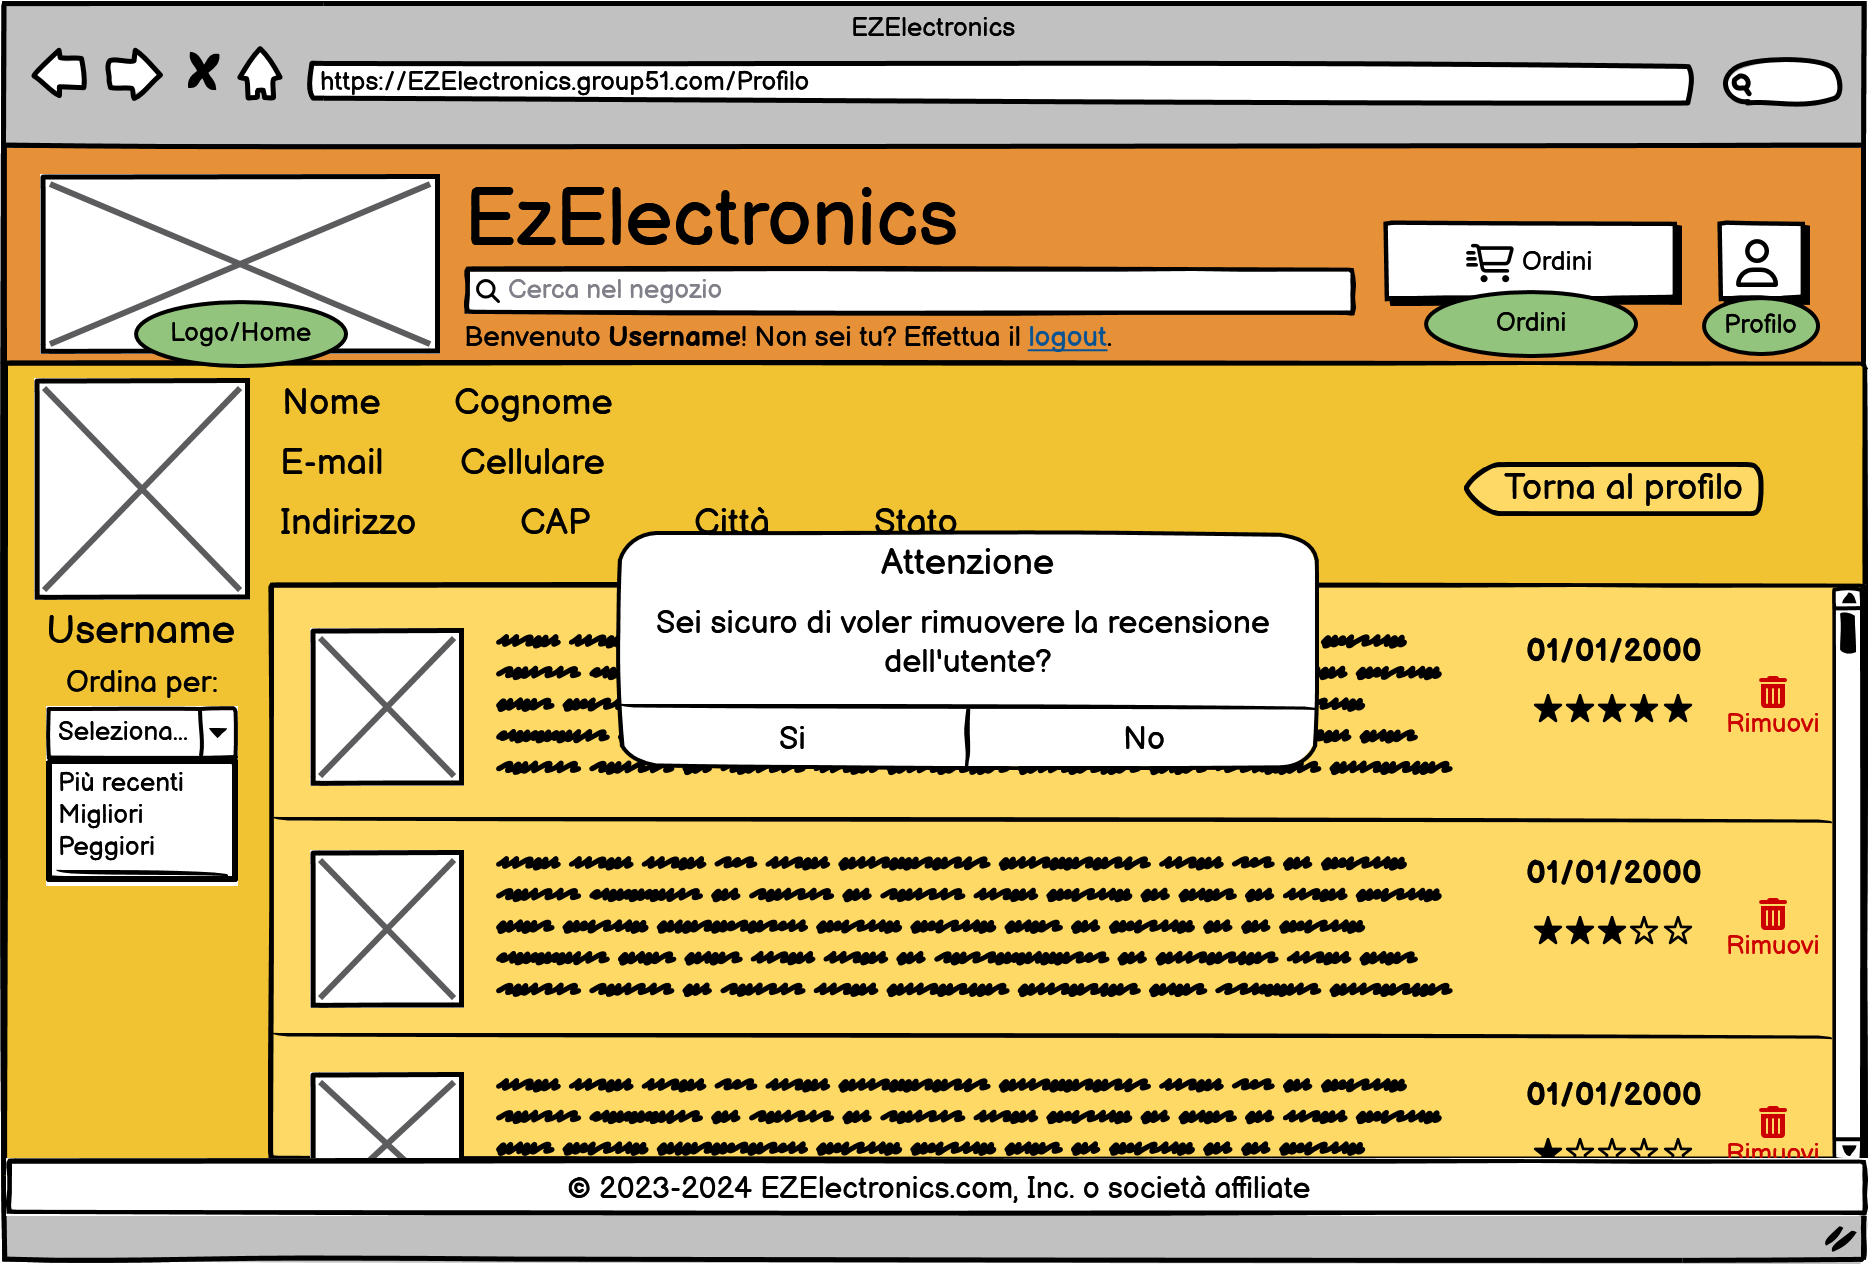 EZElectronics
https://EZElectronics.group51.com/Profilo
EzElectronics
Cerca nel negozio
Benvenuto Username! Non sei tu? Effettua il logout.
Logo/Home
Ordini
Ordini
Profilo
Nome Cognome
E-mail Cellulare
Indirizzo CAP Città Stato
Torna al profilo
Username
Ordina per:
Seleziona...
Più recenti
Migliori
Peggiori
Attenzione
Sei sicuro di voler rimuovere la recensione
dell'utente?
Si No
01/01/2000
Rimuovi
01/01/2000
Rimuovi
01/01/2000
Rimuovi
© 2023-2024 EZElectronics.com, Inc. o società affiliate